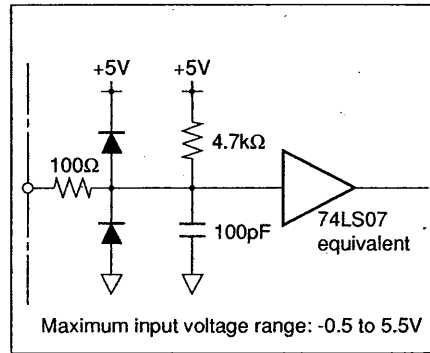 +5V +5V
4.7kΩ
100Ω
100pF
74LS07
equivalent
Maximum input voltage range: -0.5 to 5.5V